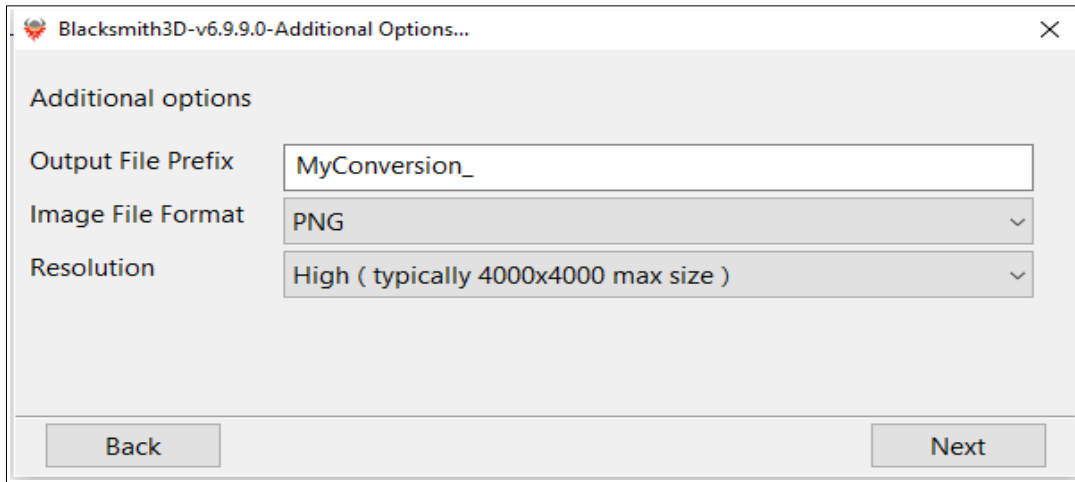 Blacksmith3D-v6.9.9.0-Additional Options...
Additional options
Output File Prefix MyConversion_
Image File Format PNG
Resolution High ( typically 4000x4000 max size )
Back Next